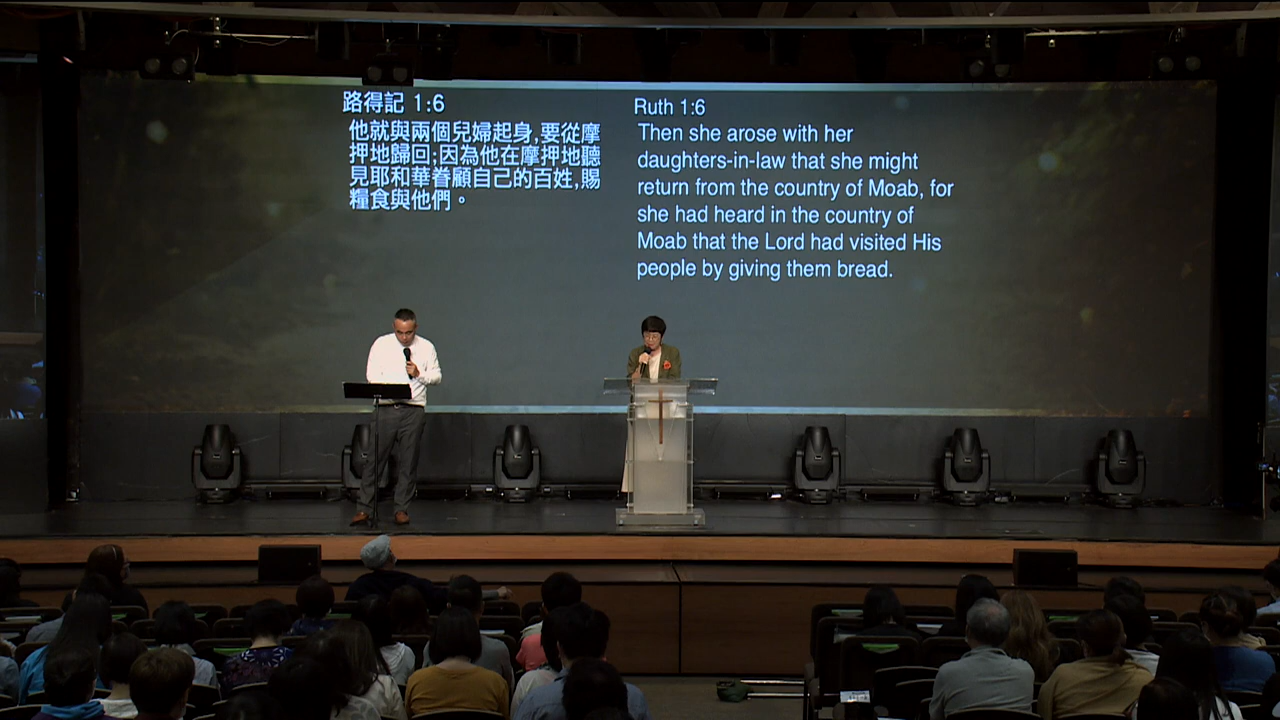 路得記 1:6
他就與兩個兒婦起身,要從摩
押地歸回;因為他在摩押地聽
見耶和華眷顧自己的百姓,賜
糧食與他們。
Ruth 1:6
Then she arose with her
daughters-in-law that she might
return from the country of Moab, for
she had heard in the country of
Moab that the Lord had visited His
people by giving them bread.